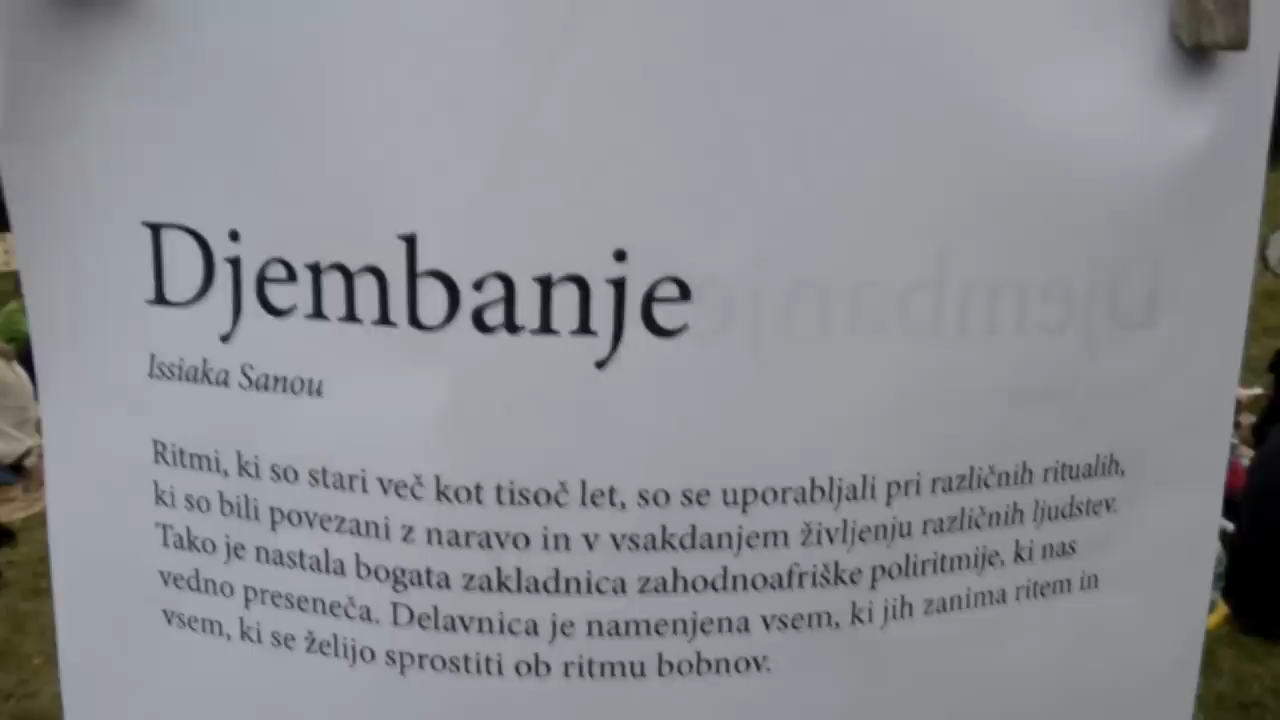 Djembanje
Issiaka Sanou
Ritmi, ki so stari več kot tisoč let, so se uporabljali pri različnih ritualih,
ki so bili povezani z naravo in v vsakdanjem življenju različnih ljudstev.
Tako je nastala bogata zakladnica zahodnoafriške poliritmije, ki nas
vedno preseneča. Delavnica je namenjena vsem, ki jih zanima ritem in
vsem, ki se želijo sprostiti ob ritmu bobnov.